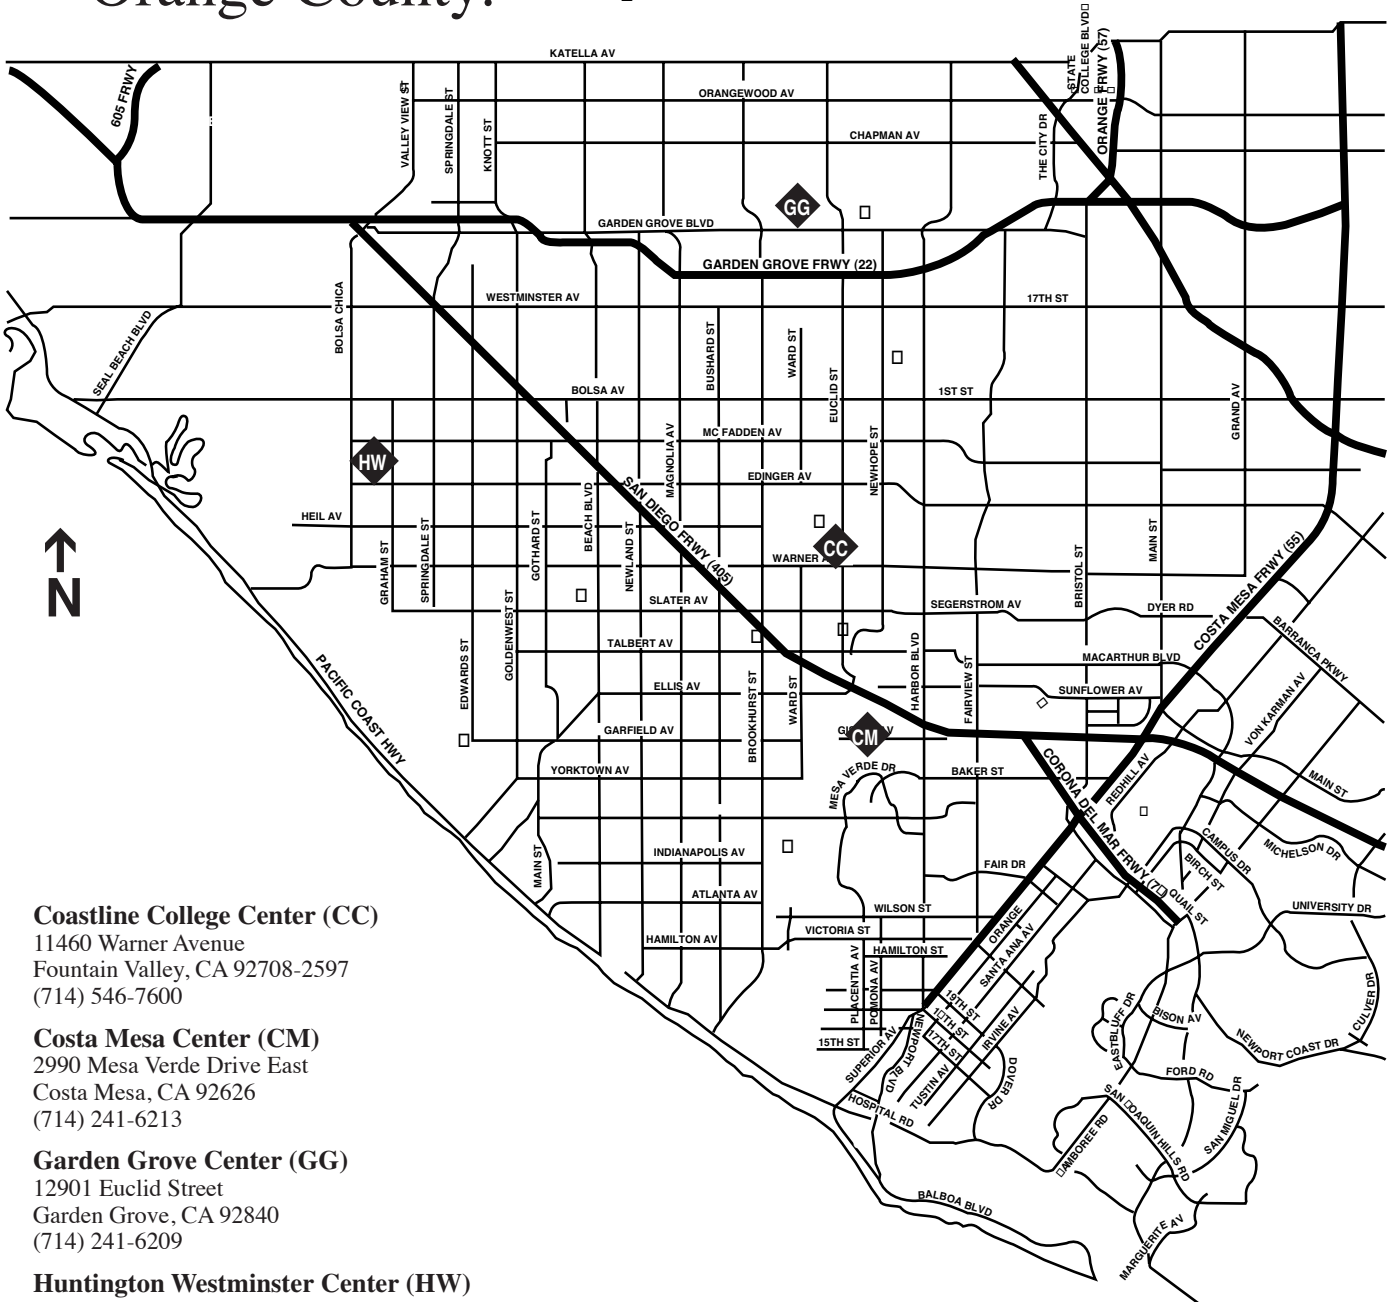 Orange County.
KATELLA AV
STATE
COLLEGE BLVD
ORANGE FRWY (57)
605 FRWY
VALLEY VIEW ST
SPRINGDALE ST
KNOTT ST
ORANGEWOOD AV
CHAPMAN AV
THE CITY DR
GG
GARDEN GROVE BLVD
GARDEN GROVE FRWY (22)
WESTMINSTER AV
17TH ST
BOLSA CHICA
SEAL BEACH BLVD
BUSHARD ST
WARD ST
EUCLID ST
BOLSA AV
1ST ST
GRAND AV
MC FADDEN AV
MAGNOLIA AV
NEWHOPE ST
HW
EDINGER AV
SAN DIEGO FRWY (405)
HEIL AV
GRAHAM ST
SPRINGDALE ST
GOTHARD ST
BEACH BLVD
NEWLAND ST
CC
WARNER A
BRISTOL ST
MAIN ST
COSTA MESA FRWY (55)
N
SLATER AV
SEGERSTROM AV
DYER RD
BARRANCA PKWY
EDWARDS ST
GOLDENWEST ST
TALBERT AV
HARBOR BLVD
FAIRVIEW ST
MACARTHUR BLVD
PACIFIC COAST HWY
ELLIS AV
BROOKHURST ST
WARD ST
SUNFLOWER AV
VON KARMAN AV
GARFIELD AV
CM
YORKTOWN AV
MESA VERDE DR
BAKER ST
CORONA DEL MAR FRWY (7
REDHILL AV
MAIN ST
MAIN ST
INDIANAPOLIS AV
FAIR DR
CAMPUS DR
BIRCH ST
MICHELSON DR
QUAIL ST
ATLANTA AV
WILSON ST
ORANGE
UNIVERSITY DR
HAMILTON AV
VICTORIA ST
HAMILTON ST
SANTA ANA AV
PLACENTIA AV
POMONA AV
19TH ST
1 TH ST
17TH ST
IRVINE AV
15TH ST
SUPERIOR AV
NEWPORT BLVD
TUSTIN AV
DOVER DR
HOSPITAL RD
EASTBLUFF DR
BISON AV
CULVER DR
NEWPORT COAST DR
FORD RD
SAN OAQUIN HILLS RD
SAN MIGUEL DR
AMBOREE RD
BALBOA BLVD
MARGUERITE AV
Coastline College Center (CC)
11460 Warner Avenue
Fountain Valley, CA 92708-2597
(714) 546-7600
Costa Mesa Center (CM)
2990 Mesa Verde Drive East
Costa Mesa, CA 92626
(714) 241-6213
Garden Grove Center (GG)
12901 Euclid Street
Garden Grove, CA 92840
(714) 241-6209
Huntington Westminster Center (HW)